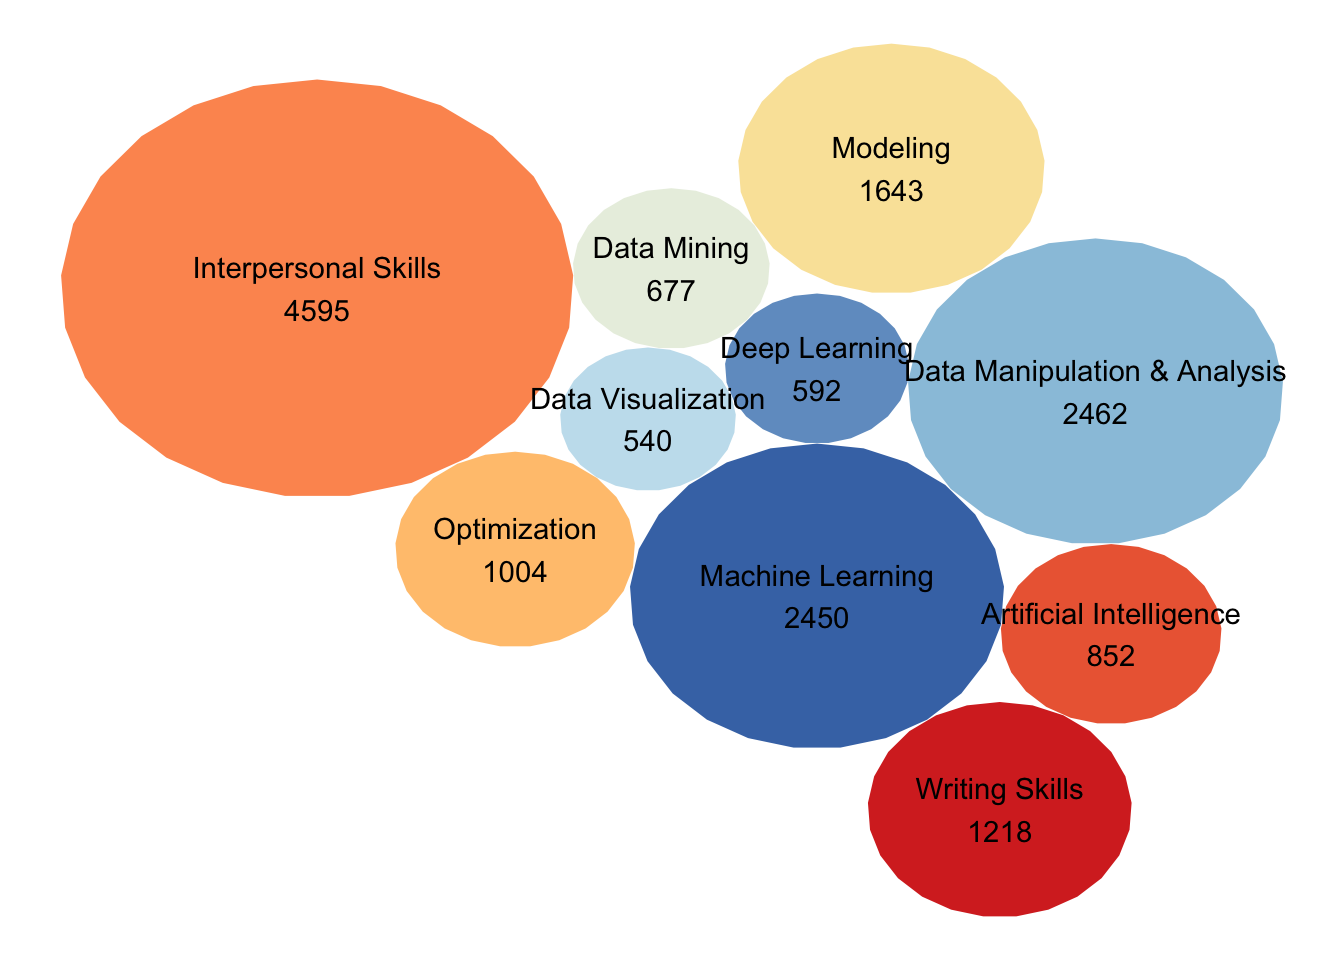 Modeling
1643
Interpersonal Skills
4595
Data Mining
677
Deep Learning
592
Data Manipulation & Analysis
2462
Data Visualization
540
Optimization
1004
Machine Learning
2450
Artificial Intelligence
852
Writing Skills
1218